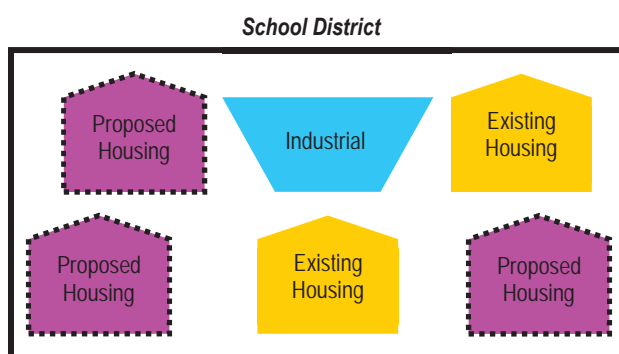 School District
Proposed
Housing
Industrial
Existing
Housing
Proposed
Housing
Existing
Housing
Proposed
Housing